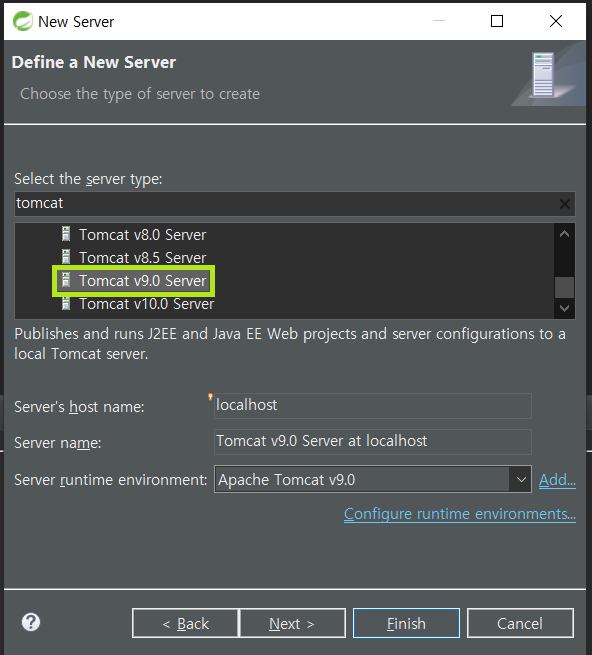 New Server
Define a New Server
Choose the type of server to create
Select the server type:
tomcat
Tomcat v8.0 Server
Tomcat v8.5 Server
Tomcat v9.0 Server
Tomcat v10.0 Server
Publishes and runs J2EE and Java EE Web projects and server configurations to a
local Tomcat server.
Server's host name: localhost
Server name: Tomcat v9.0 Server at localhost
Server runtime environment: Apache Tomcat v9.0 Add...
Configure runtime environments...
? < Back Next > Finish Cancel